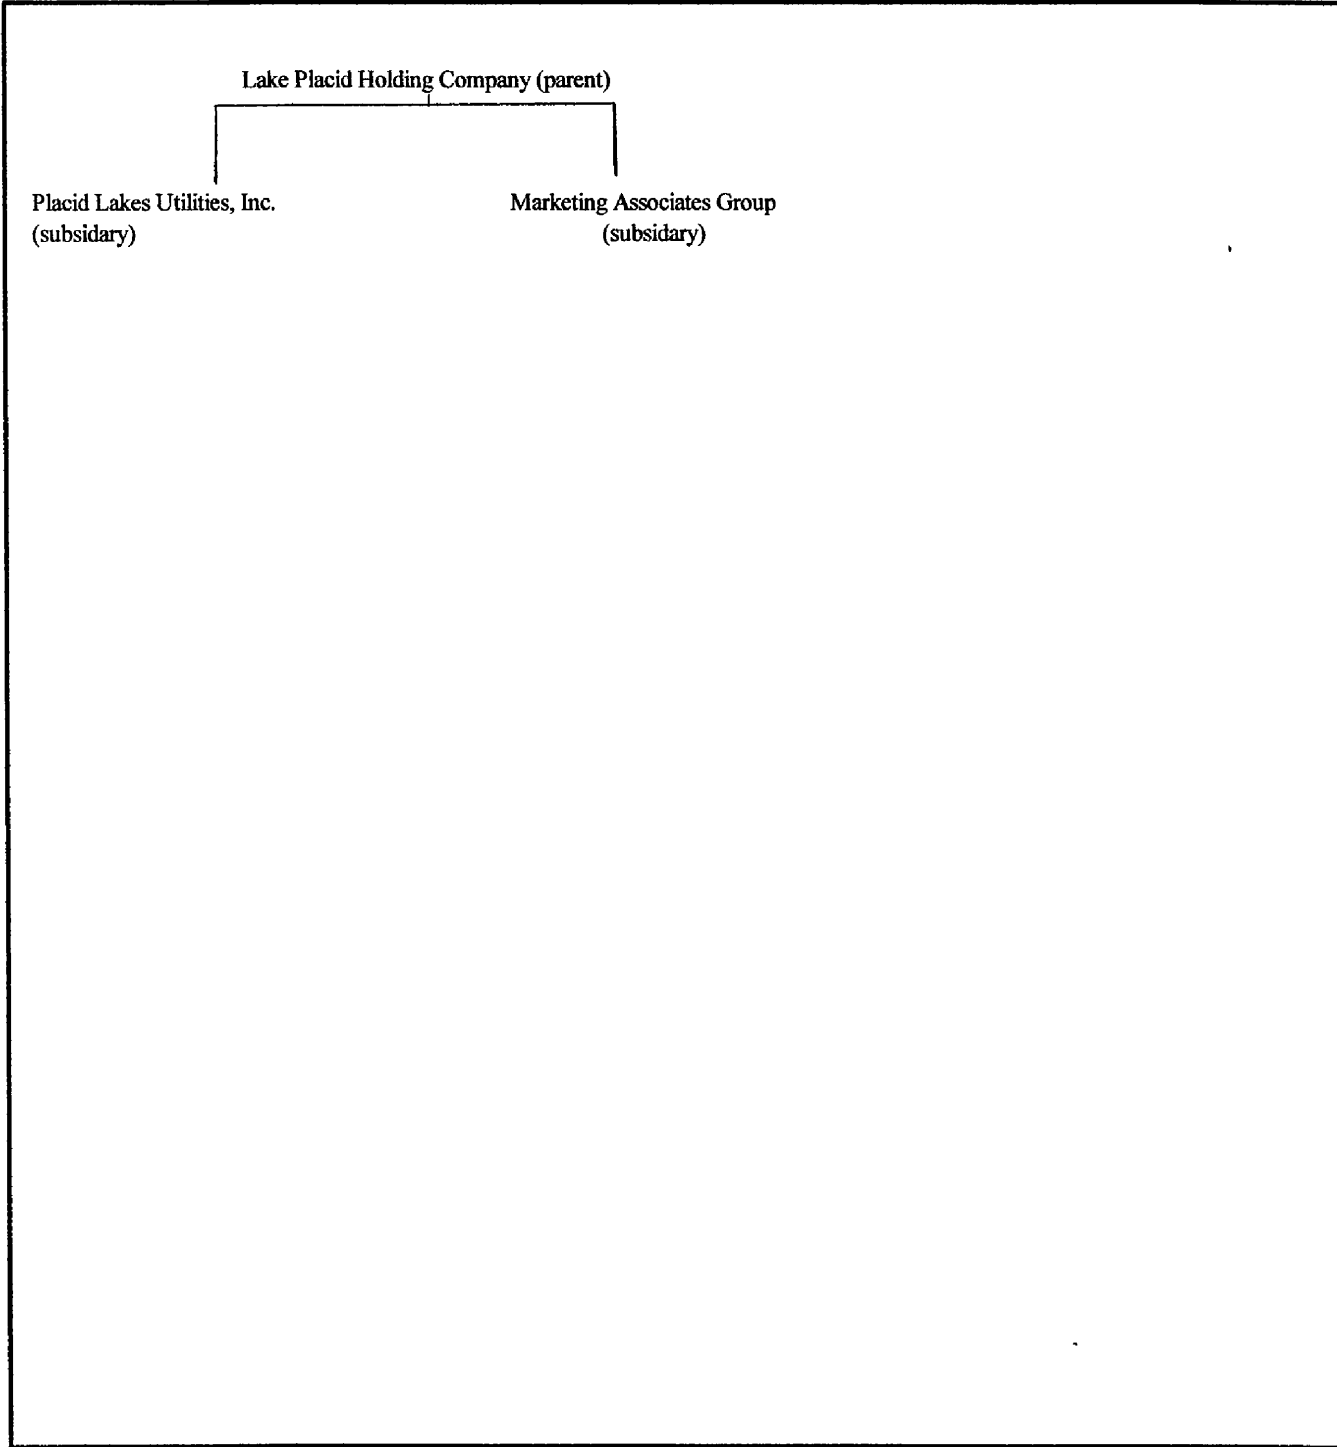 Lake Placid Holding Company (parent)
Placid Lakes Utilities, Inc.
(subsidary)
Marketing Associates Group
(subsidary)